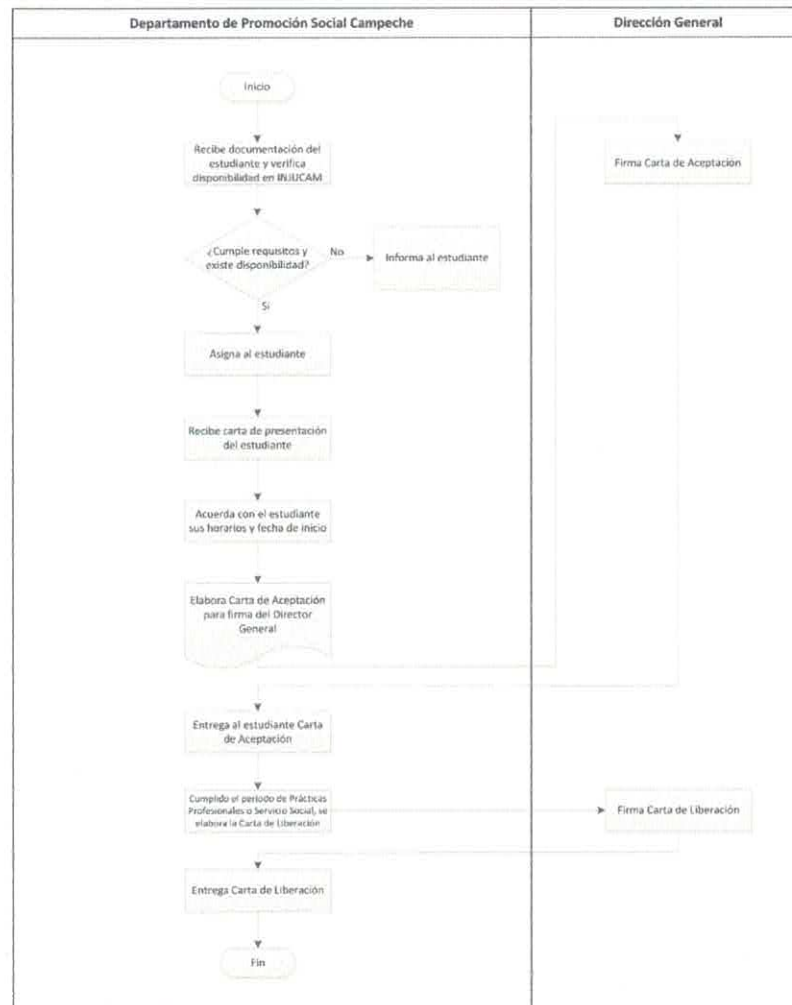 Departamento de Promoción Social Campeche
Dirección General
Inicio
Recibe documentación del
estudiante y verifica
disponibilidad en INJUCAM
Firma Carta de Aceptación
¿Cumple requisitos y
existe disponibilidad?
No
Informa al estudiante
Si
Asigna al estudiante
Recibe carta de presentación
del estudiante
Acuerda con el estudiante
sus horarios y fecha de inicio
Elabora Carta de Aceptación
para firma del Director
General
Entrega al estudiante Carta
de Aceptación
Cumplido el periodo de Prácticas
Profesionales o Servicio Social, se
elabora la Carta de Liberación
Firma Carta de Liberación
Entrega Carta de Liberación
Fin